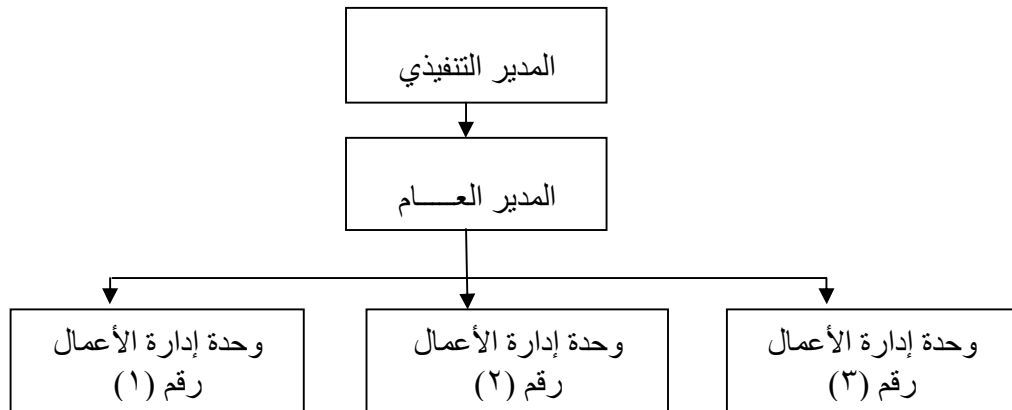 المدير التنفيذي
المدير العـــــام
وحدة إدارة الأعمال
رقم (٣)
وحدة إدارة الأعمال
رقم (٢)
وحدة إدارة الأعمال
رقم (١)